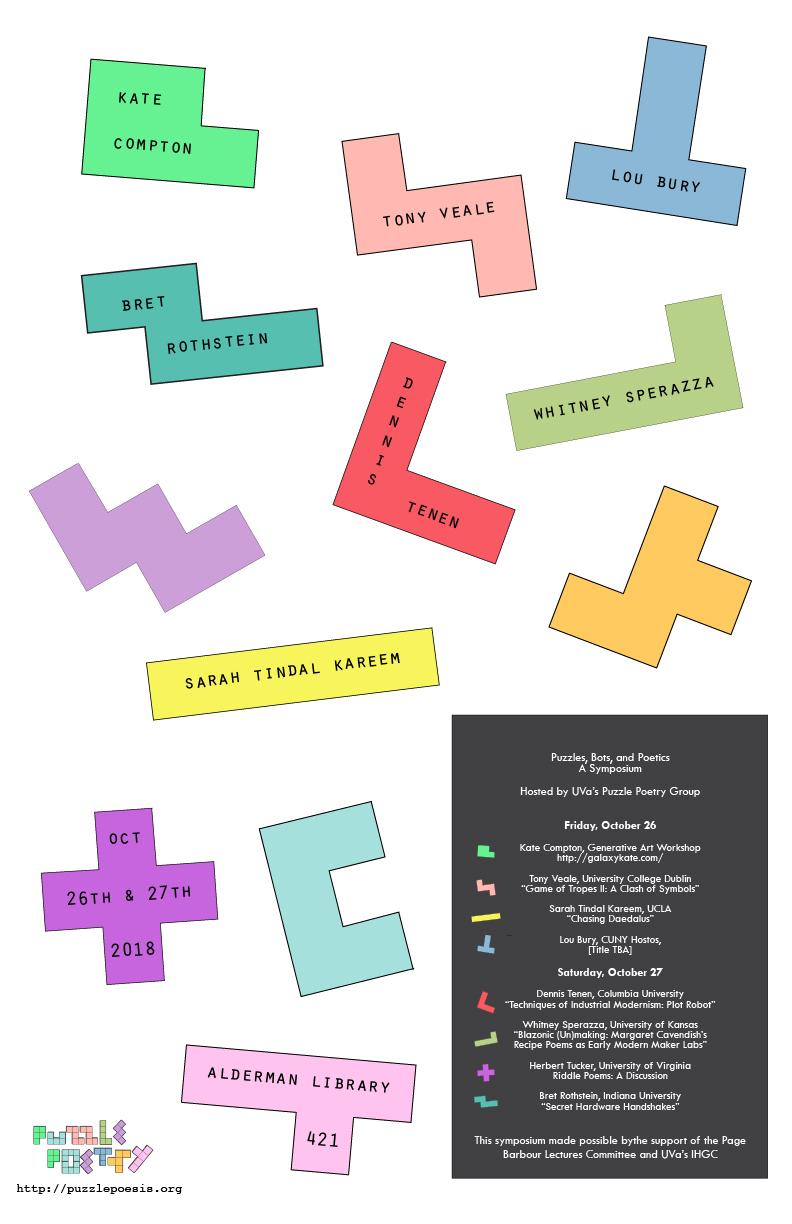 KATE
COMPTON
LOU BURY
TONY VEALE
BRET
ROTHSTEIN
DENNIS
TENEN
WHITNEY SPERAZZA
SARAH TINDAL KAREEM
OCT
26TH & 27TH
2018
ALDERMAN LIBRARY
421
Puzzles, Bots, and Poetics
A Symposium
Hosted by UVa's Puzzle Poetry Group
Friday, October 26
Kate Compton, Generative Art Workshop
http://galaxykate.com/
Tony Veale, University College Dublin
"Game of Tropes II: A Clash of Symbols"
Sarah Tindal Kareem, UCLA
"Chasing Daedalus"
Lou Bury, CUNY Hostos,
[Title TBA]
Saturday, October 27
Dennis Tenen, Columbia University
"Techniques of Industrial Modernism: Plot Robot"
Whitney Sperazza, University of Kansas
"Blazonic (Un)making: Margaret Cavendish's
Recipe Poems as Early Modern Maker Labs"
Herbert Tucker, University of Virginia
Riddle Poems: A Discussion
Bret Rothstein, Indiana University
"Secret Hardware Handshakes"
This symposium made possible bythe support of the Page
Barbour Lectures Committee and UVa's IHGC
PUZZLE
POETRY
http://puzzlepoesis.org